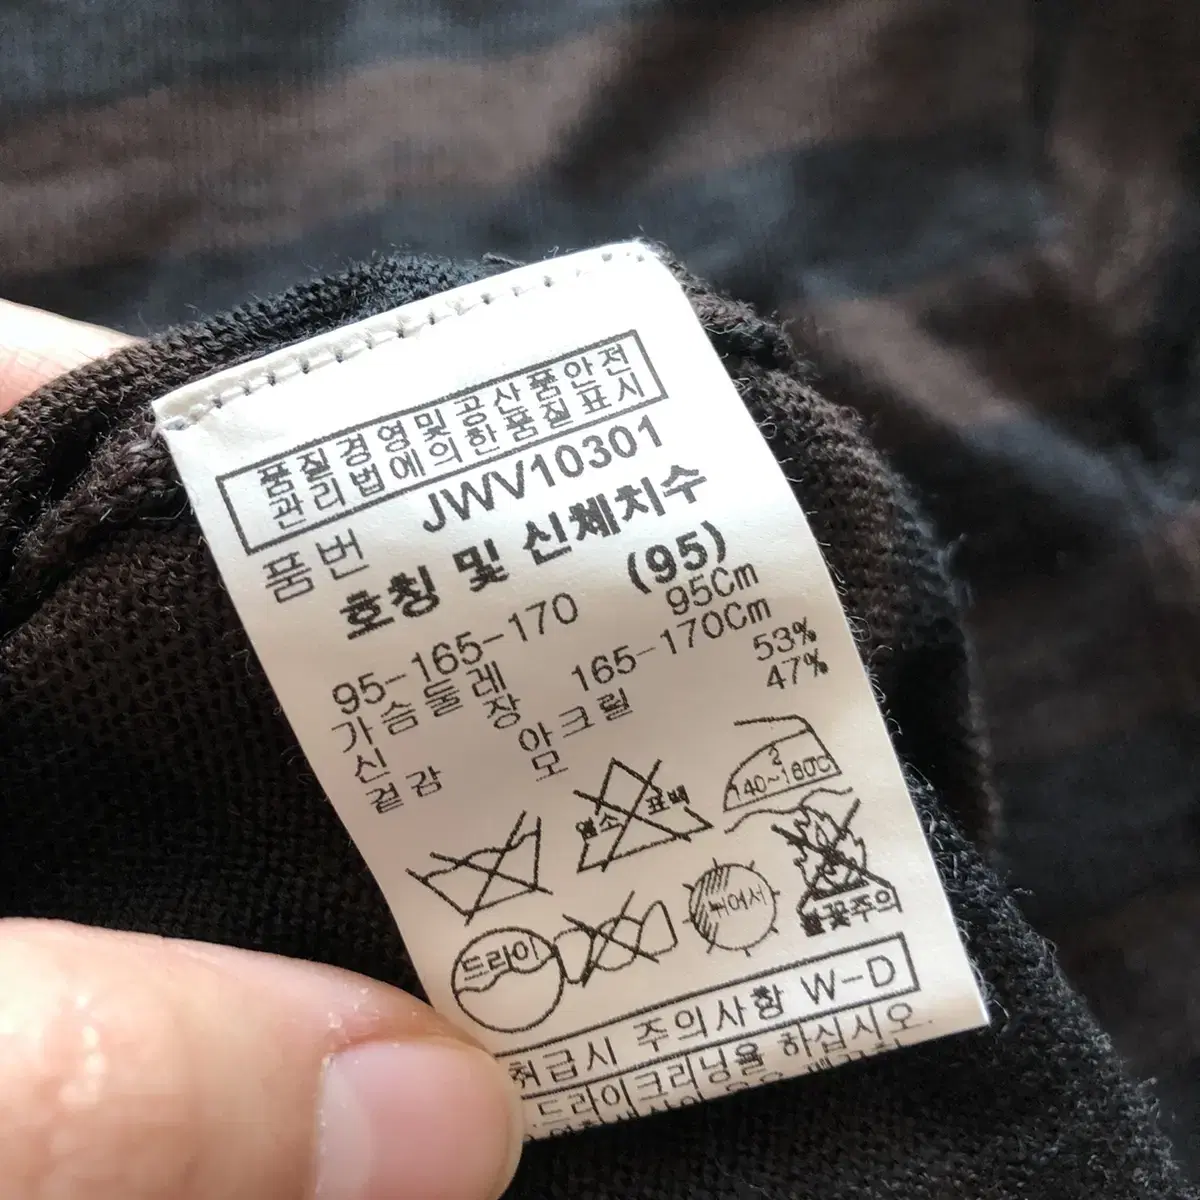 품질경영및공산품안전
관리법에의한품질표시
품번 JWV10301
호칭 및 신체치수
95-165-170 (95)
가슴둘레 95Cm
신장 165-170Cm
겉감 아크릴 53%
모 47%
염소 표백
2
140~160℃
드라이
뉘어서
불꽃주의
취급시 주의사항 W-D
드라이크리닝을 하십시오.